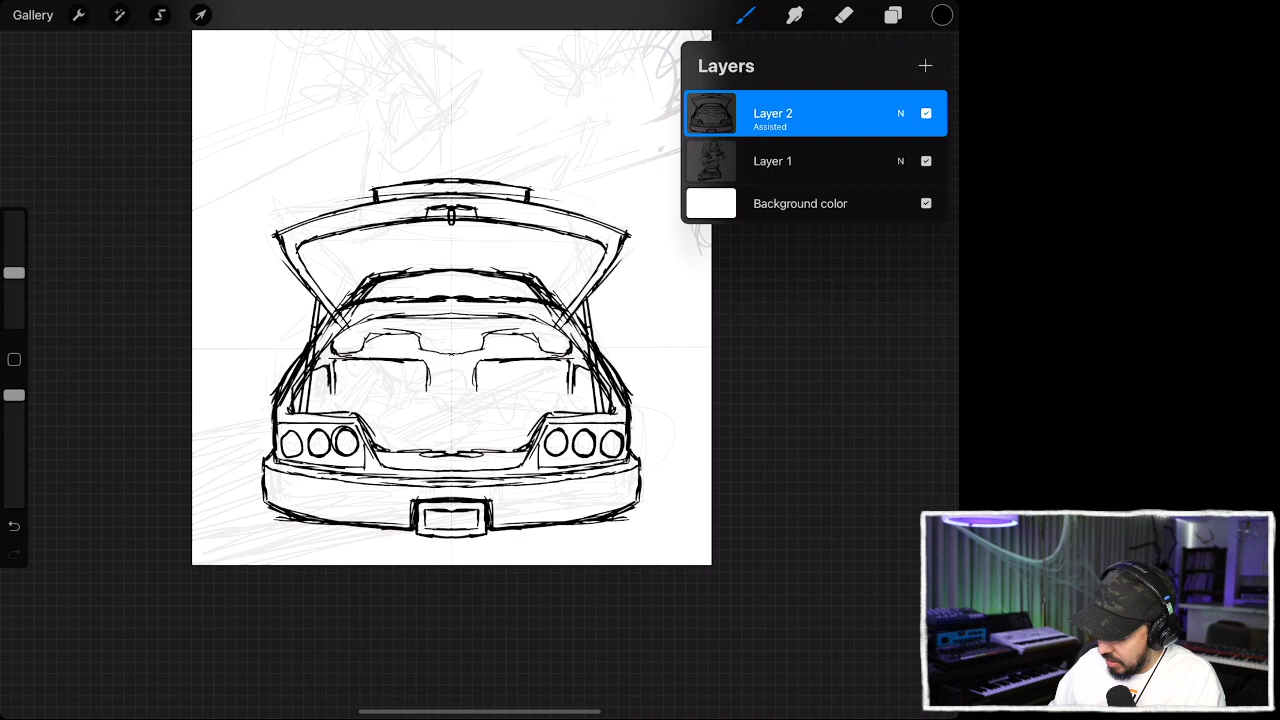 Gallery
Layers
Layer 2
N
Assisted
Layer 1
N
Background color